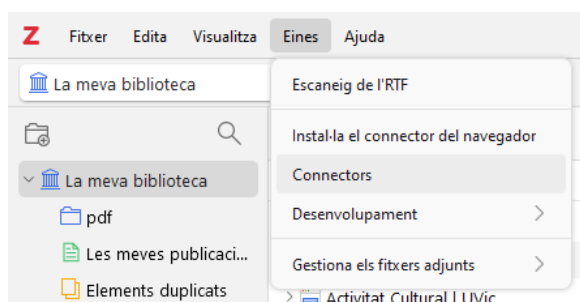 Z Fitxer Edita Visualitza Eines Ajuda
La meva biblioteca
Escaneig de l'RTF
Instal·la el connector del navegador
Connectors
Desenvolupament
Gestiona els fitxers adjunts
La meva biblioteca
pdf
Les meves publicaci...
Elements duplicats
Activitat Cultural | UVic